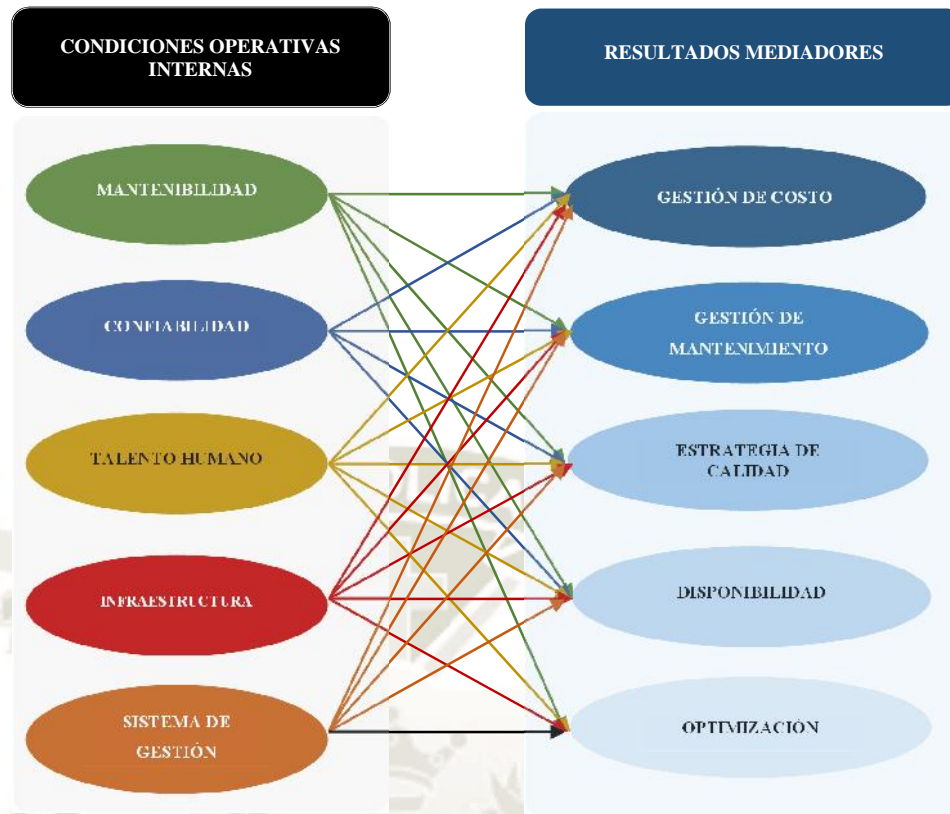 CONDICIONES OPERATIVAS
INTERNAS
RESULTADOS MEDIADORES
MANTENIBILIDAD
CONFIABILIDAD
TALENTO HUMANO
INFRAESTRUCTURA
SISTEMA DE
GESTIÓN
GESTIÓN DE COSTO
GESTIÓN DE
MANTENIMIENTO
ESTRATEGIA DE
CALIDAD
DISPONIBILIDAD
OPTIMIZACIÓN